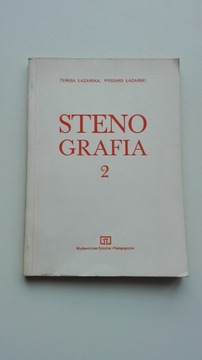 TERESA ŁAZARSKA, RYSZARD ŁAZARSKI
STENO
GRAFIA
2
Wydawnictwa Szkolne i Pedagogiczne